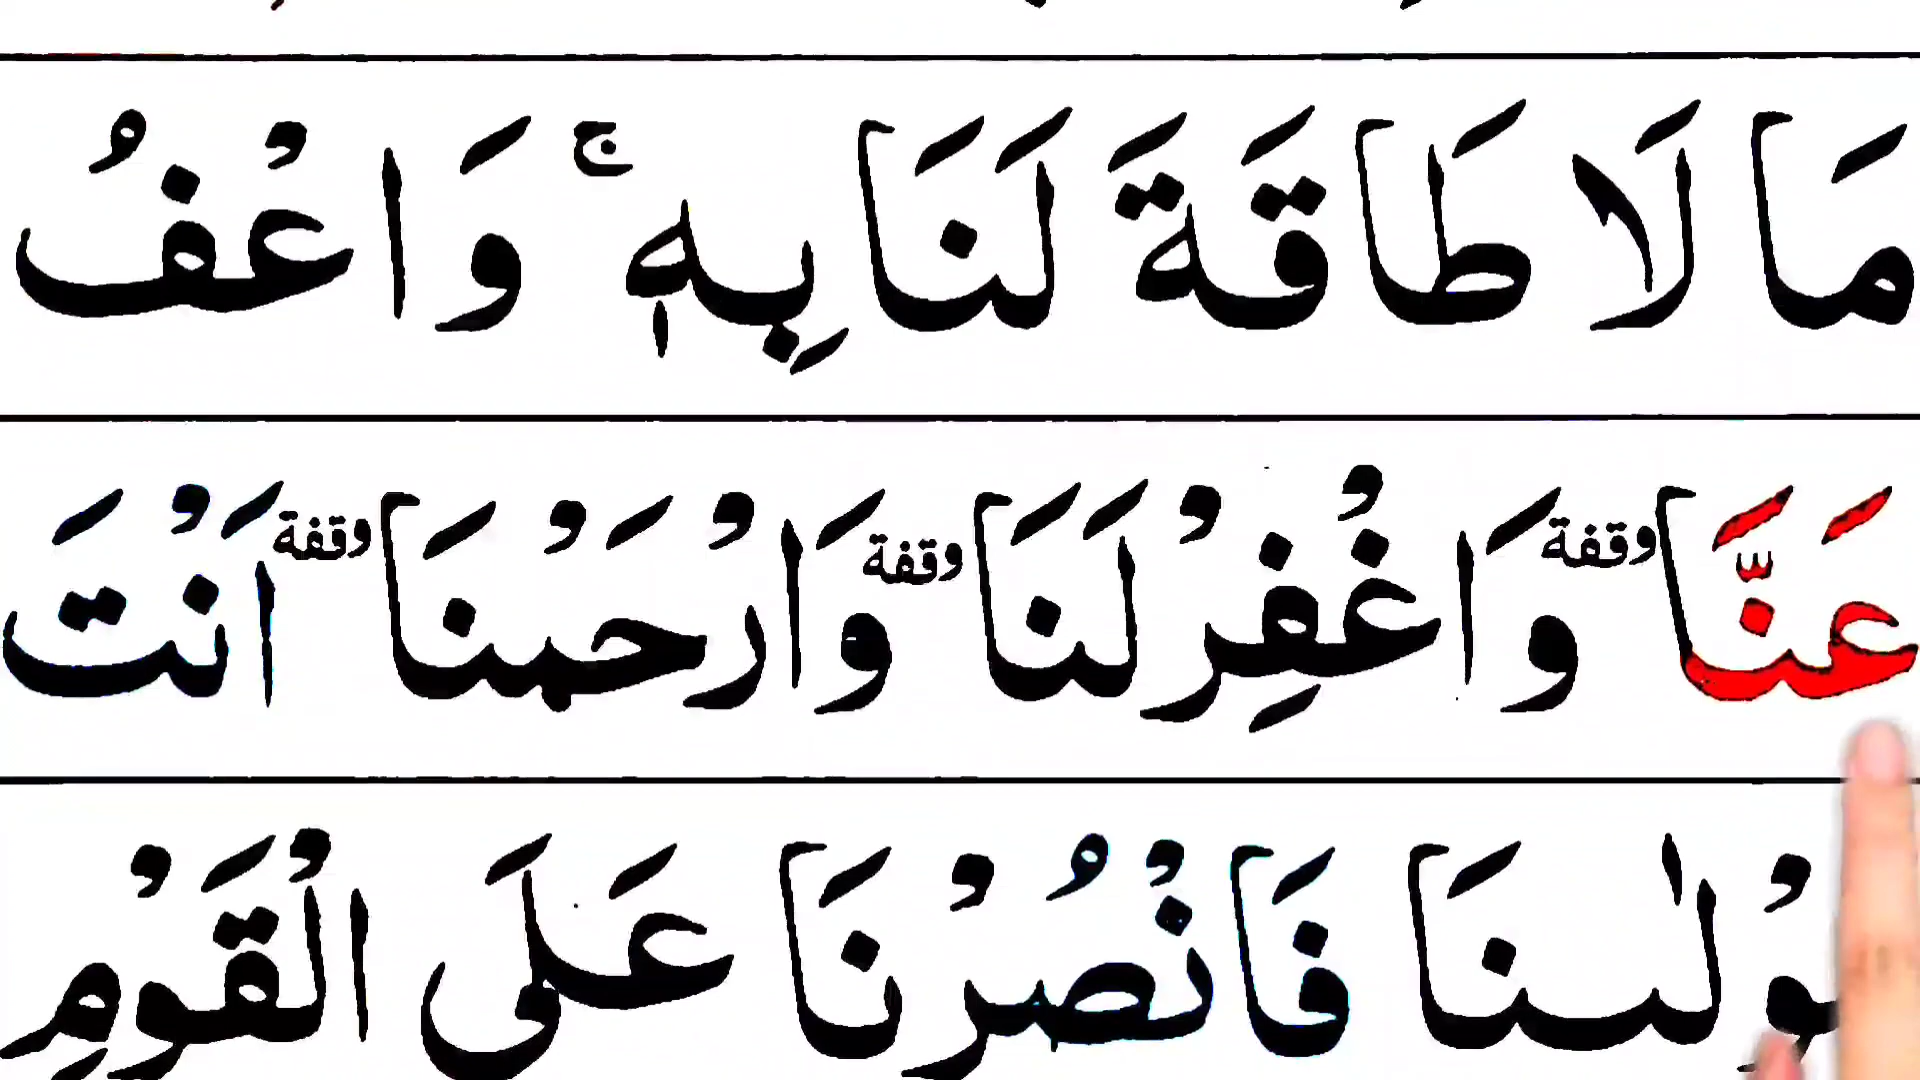 مَا لَا طَاقَةَ لَنَا بِهٖ ۚ وَاعْفُ
عَنَّا وقفة وَاغْفِرْ لَنَا وقفة وَارْحَمْنَا وقفة اَنْتَ
مَوْلٰىنَا فَانْصُرْنَا عَلَى الْقَوْمِ